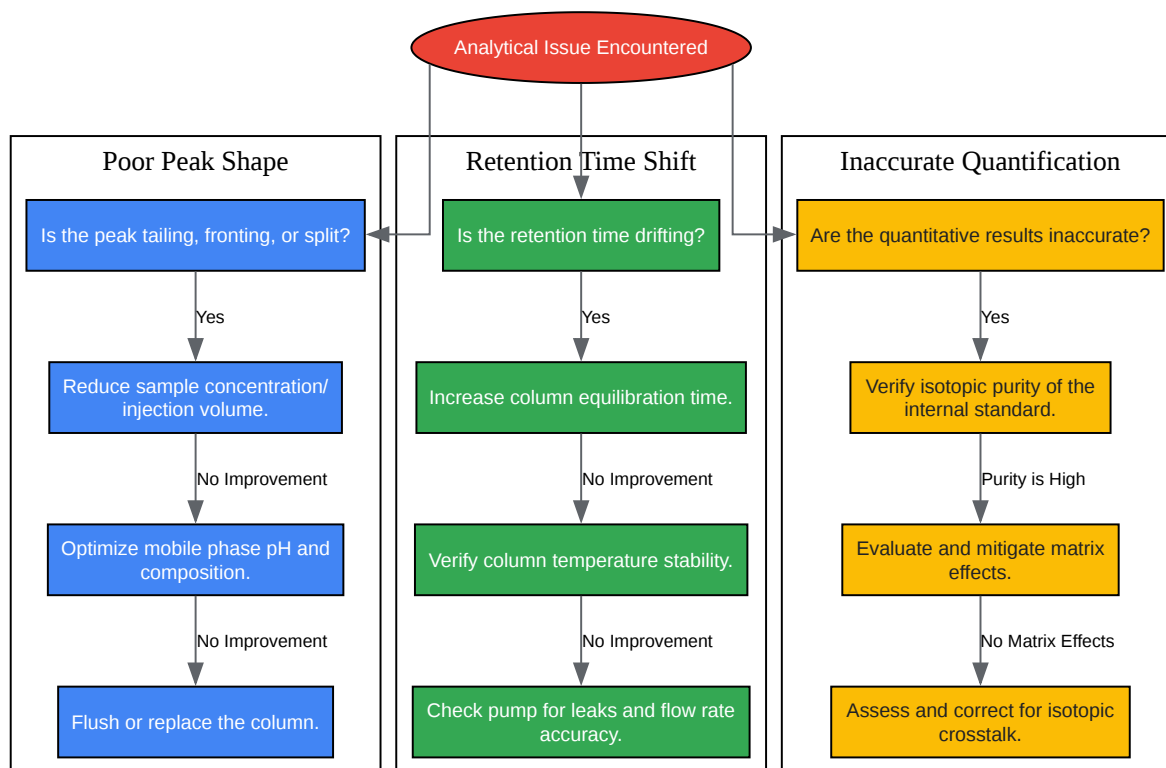 Analytical Issue Encountered
Poor Peak Shape
Is the peak tailing, fronting, or split?
Yes
Reduce sample concentration/
injection volume.
No Improvement
Optimize mobile phase pH and
composition.
No Improvement
Flush or replace the column.
Retention Time Shift
Is the retention time drifting?
Yes
Increase column equilibration time.
No Improvement
Verify column temperature stability.
No Improvement
Check pump for leaks and flow rate
accuracy.
Inaccurate Quantification
Are the quantitative results inaccurate?
Yes
Verify isotopic purity of the
internal standard.
Purity is High
Evaluate and mitigate matrix
effects.
No Matrix Effects
Assess and correct for isotopic
crosstalk.